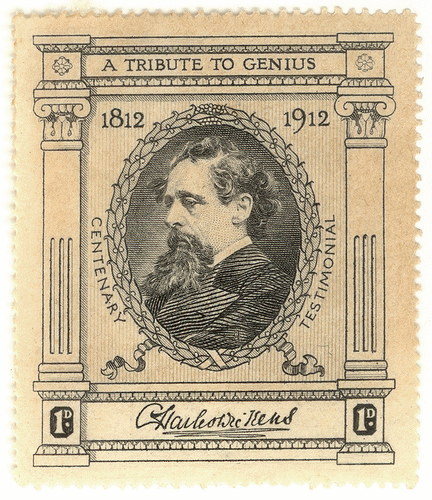 A TRIBUTE TO GENIUS
1812 1912
CENTENARY TESTIMONIAL
1D Charles Dickens 1D